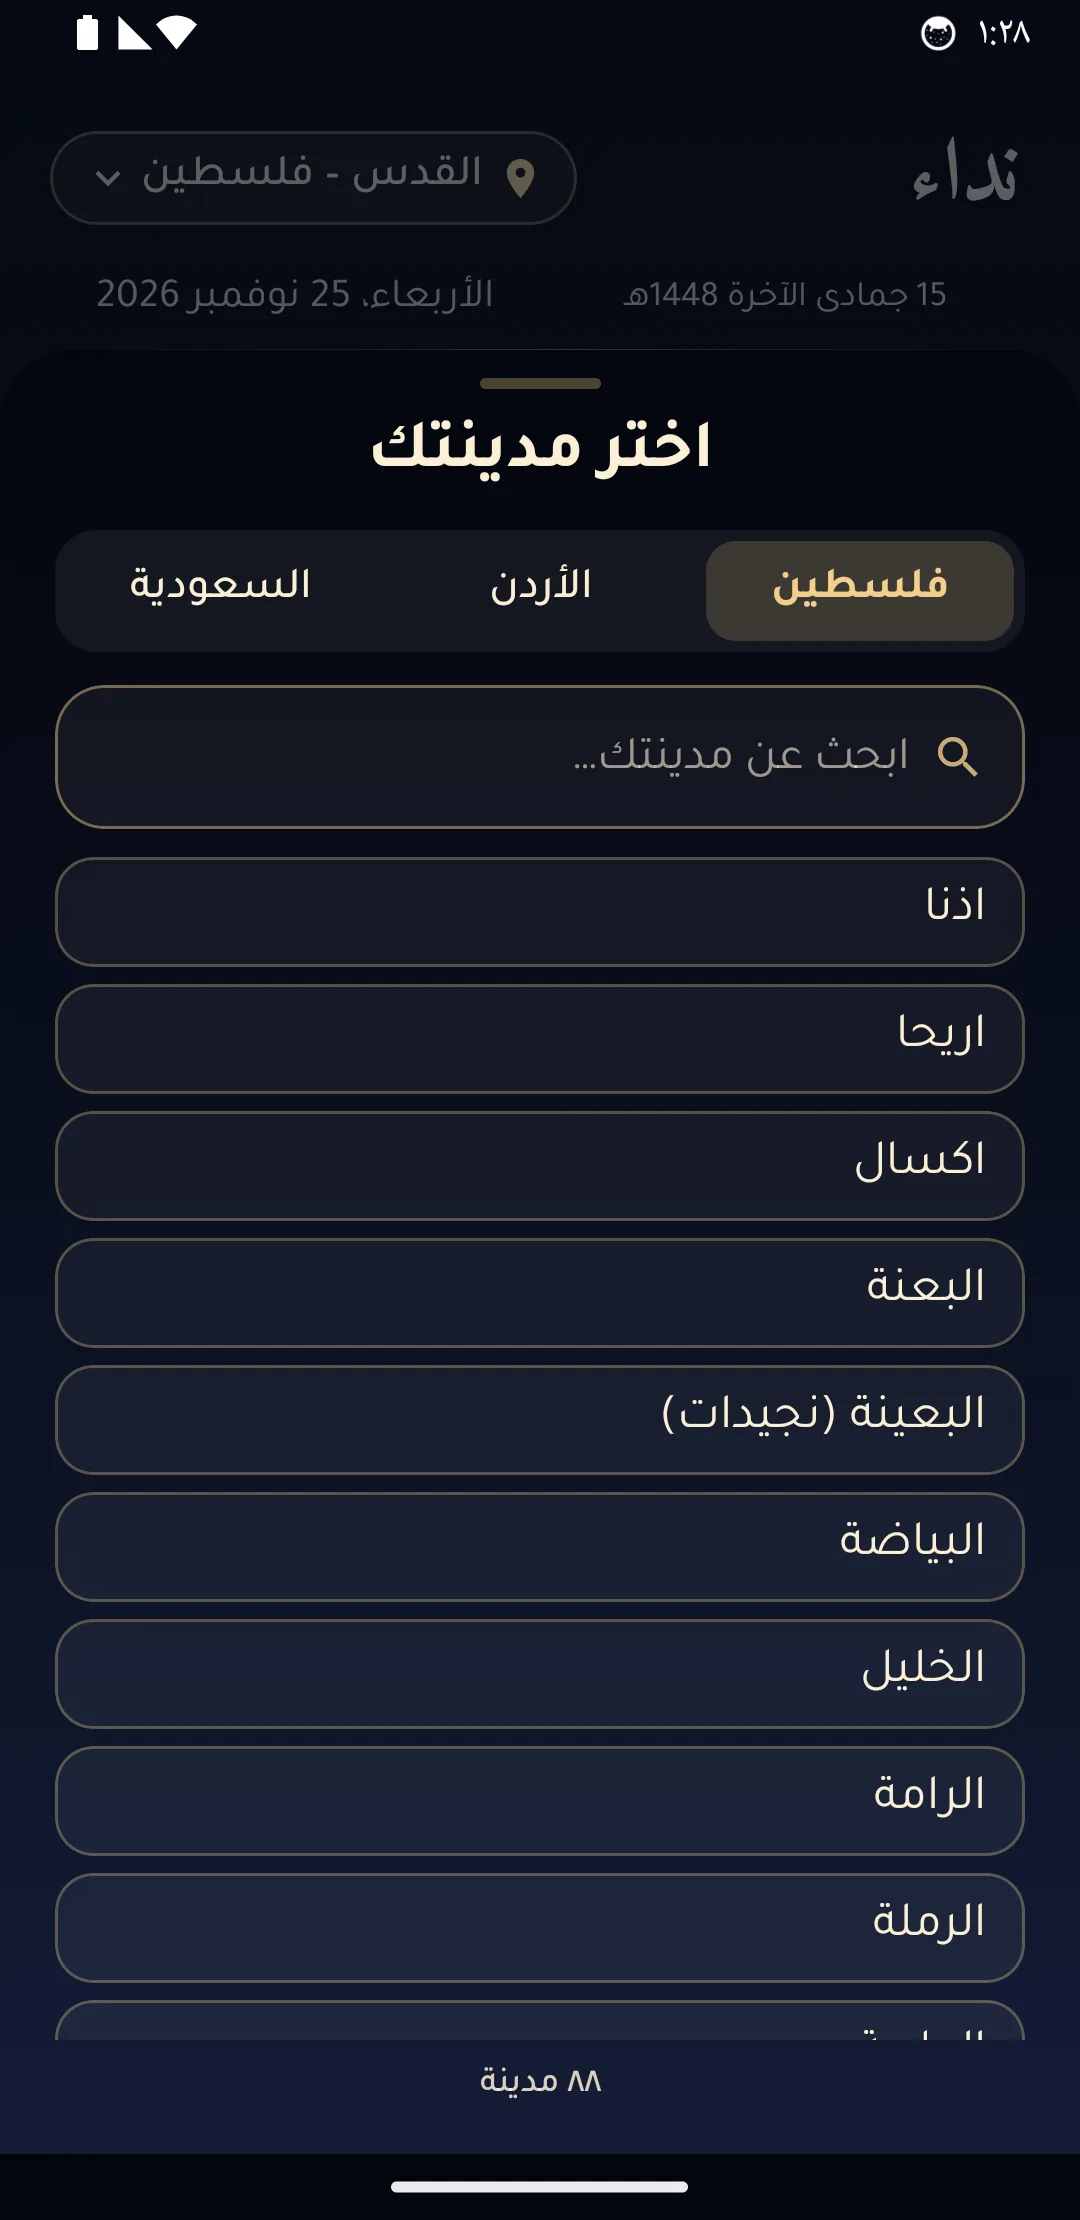 ١:٢٨
نداء
القدس - فلسطين
15 جمادى الآخرة 1448هـ
الأربعاء، 25 نوفمبر 2026
اختر مدينتك
فلسطين
الأردن
السعودية
ابحث عن مدينتك...
اذنا
اريحا
اكسال
البعنة
البعينة (نجيدات)
البياضة
الخليل
الرامة
الرملة
٨٨ مدينة